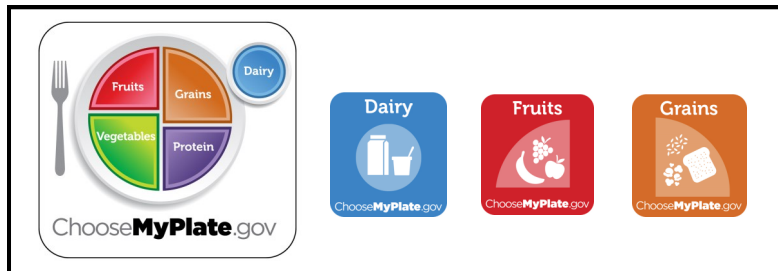 Fruits
Grains
Dairy
Vegetables
Protein
ChooseMyPlate.gov
Dairy
ChooseMyPlate.gov
Fruits
ChooseMyPlate.gov
Grains
ChooseMyPlate.gov